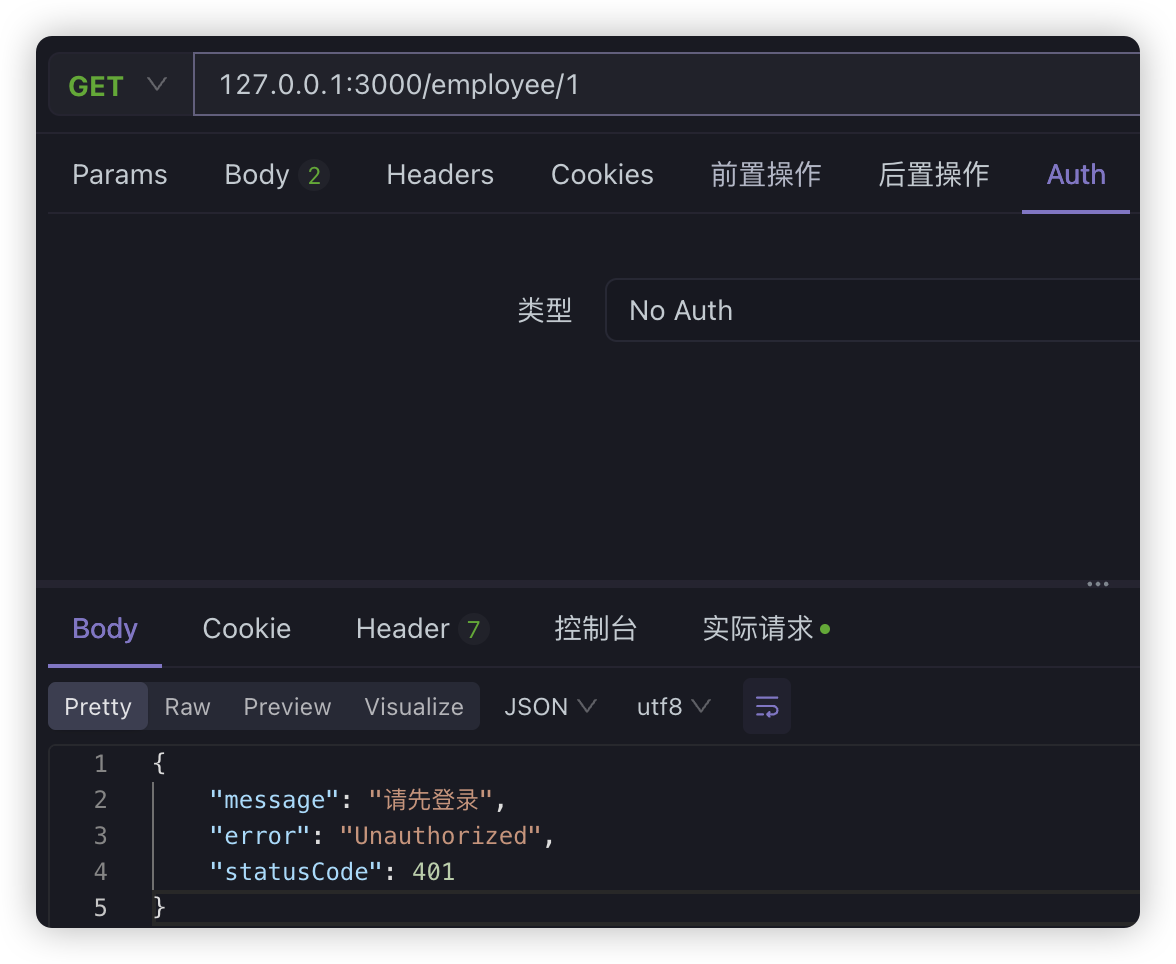 GET 127.0.0.1:3000/employee/1
Params Body 2 Headers Cookies 前置操作 后置操作 Auth
类型 No Auth
Body Cookie Header 7 控制台 实际请求
Pretty Raw Preview Visualize JSON utf8
1 {
2 "message": "请先登录",
3 "error": "Unauthorized",
4 "statusCode": 401
5 }